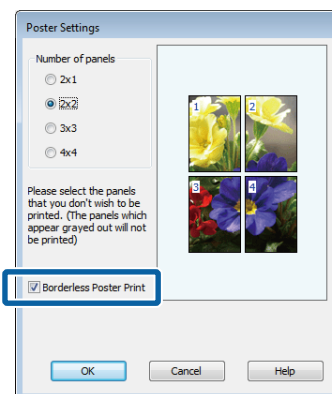 Poster Settings
Number of panels
2x1
2x2
3x3
4x4
1
2
3
4
Please select the panels
that you don't wish to be
printed. (The panels which
appear grayed out will not
be printed)
Borderless Poster Print
OK
Cancel
Help